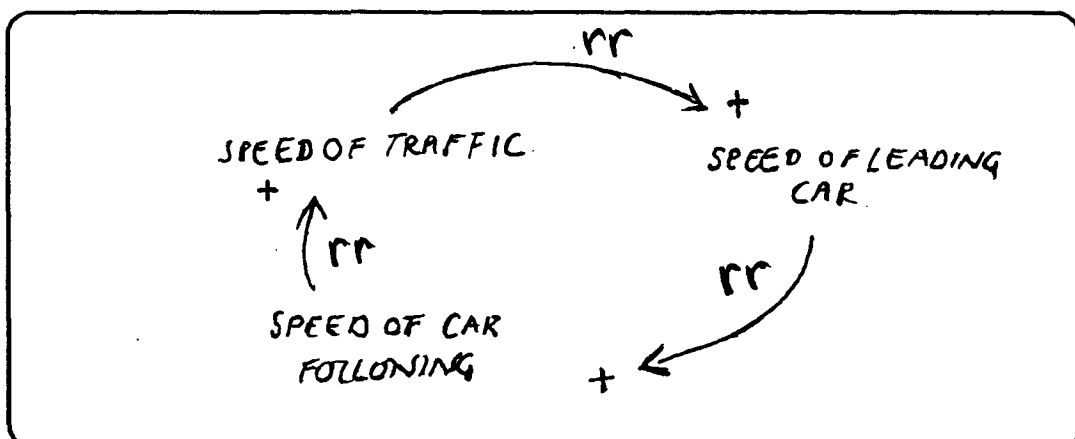 rr
+
SPEED OF TRAFFIC
SPEED OF LEADING
CAR
+
rr
rr
SPEED OF CAR
FOLLOWING
+